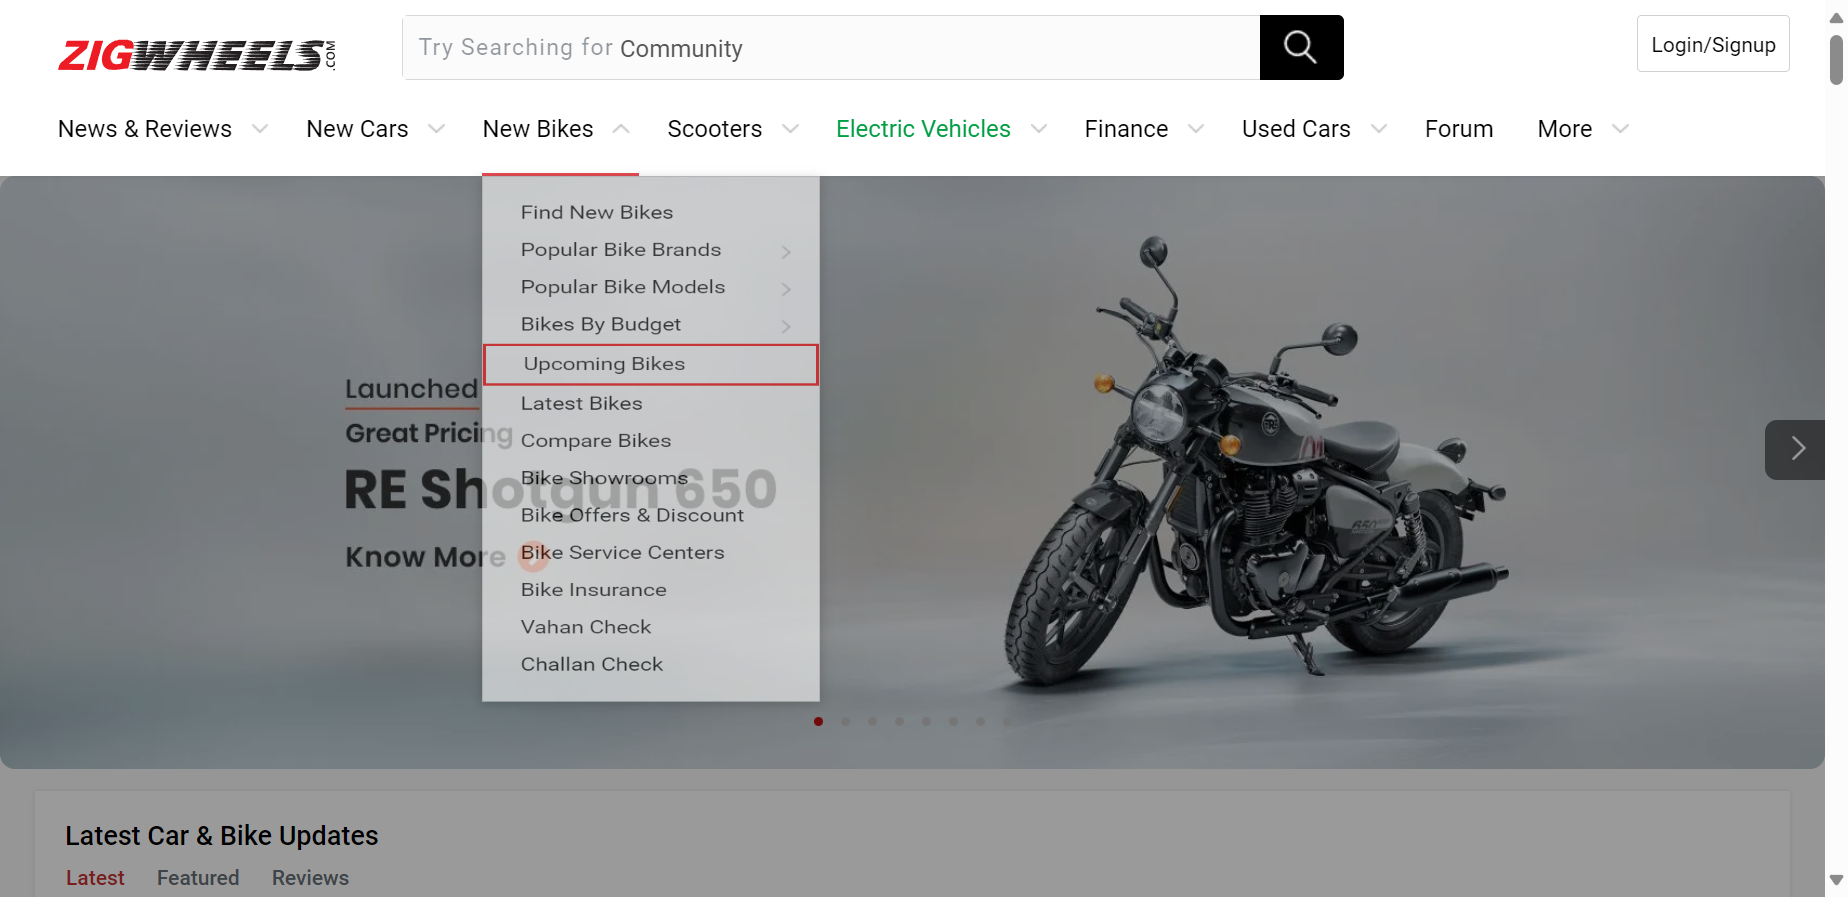 ZIGWHEELS.COM
Try Searching for Community
Login/Signup
News & Reviews
New Cars
New Bikes
Scooters
Electric Vehicles
Finance
Used Cars
Forum
More
Find New Bikes
Popular Bike Brands
Popular Bike Models
Bikes By Budget
Upcoming Bikes
Latest Bikes
Compare Bikes
Bike Showrooms
Bike Offers & Discount
Bike Service Centers
Bike Insurance
Vahan Check
Challan Check
Launched
Great Pricing
RE Shotgun 650
Know More
650
Latest Car & Bike Updates
Latest
Featured
Reviews